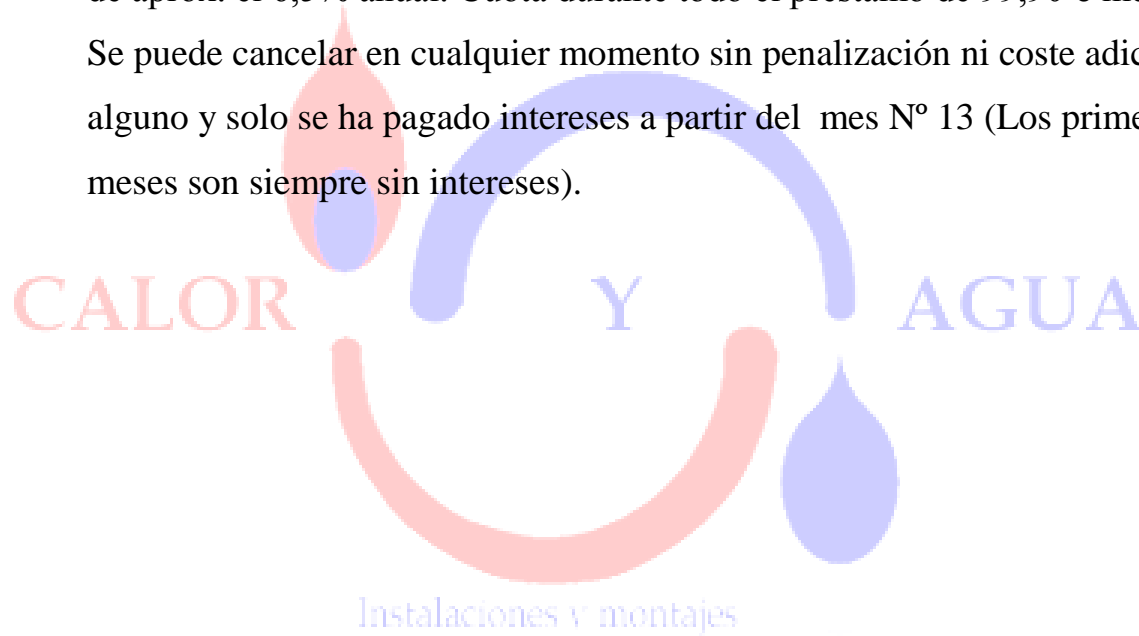 Se puede cancelar en cualquier momento sin penalización ni coste
alguno y solo se ha pagado intereses a partir del mes Nº 13 (Los
meses son siempre sin intereses).
CALOR Y AGUA
Instalaciones y montajes